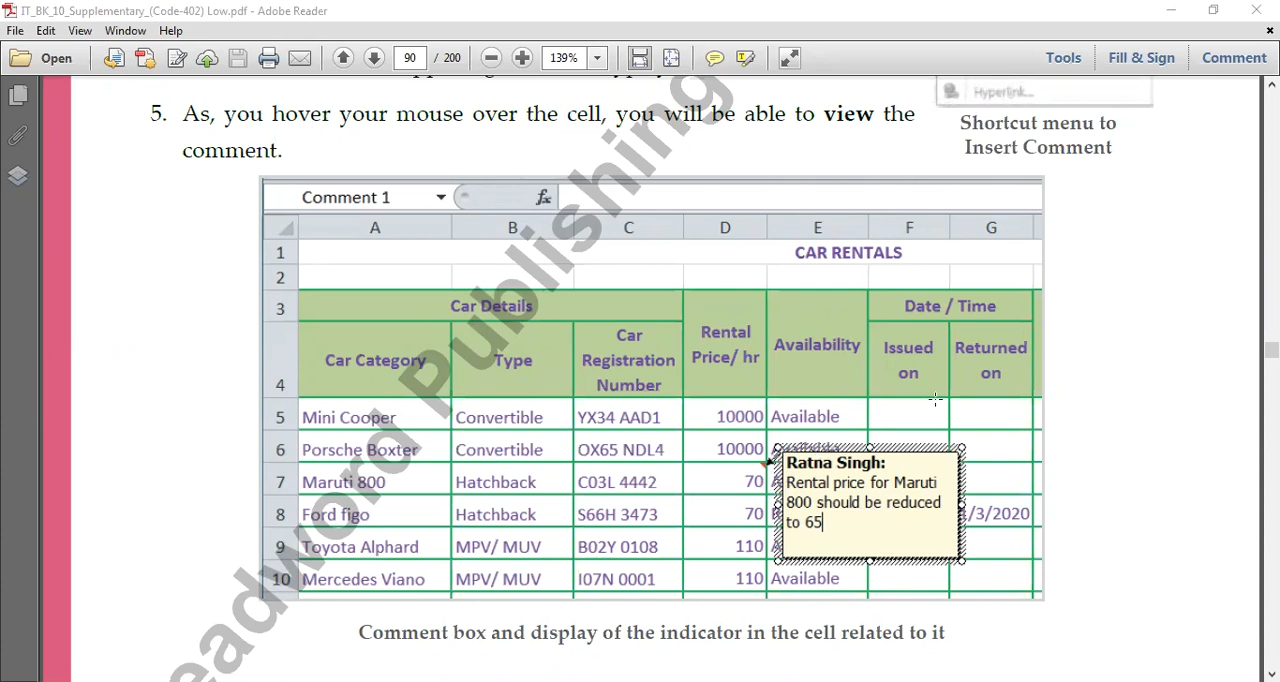 IT_BK_10_Supplementary_(Code-402) Low.pdf - Adobe Reader
File Edit View Window Help
Open 90 / 200 139% Tools Fill & Sign Comment
5. As, you hover your mouse over the cell, you will be able to view the
comment.
Hyperlink...
Shortcut menu to
Insert Comment
Comment 1 fx
A B C D E F G
1 CAR RENTALS
2
3 Car Details Rental Price/ hr Availability Date / Time
4 Car Category Type Car Registration Number Issued on Returned on
5 Mini Cooper Convertible YX34 AAD1 10000 Available
6 Porsche Boxter Convertible OX65 NDL4 10000
7 Maruti 800 Hatchback C03L 4442 70
8 Ford figo Hatchback S66H 3473 70 /3/2020
9 Toyota Alphard MPV/ MUV B02Y 0108 110
10 Mercedes Viano MPV/ MUV I07N 0001 110 Available
Ratna Singh:
Rental price for Maruti
800 should be reduced
to 65
Comment box and display of the indicator in the cell related to it
eadword Publishing